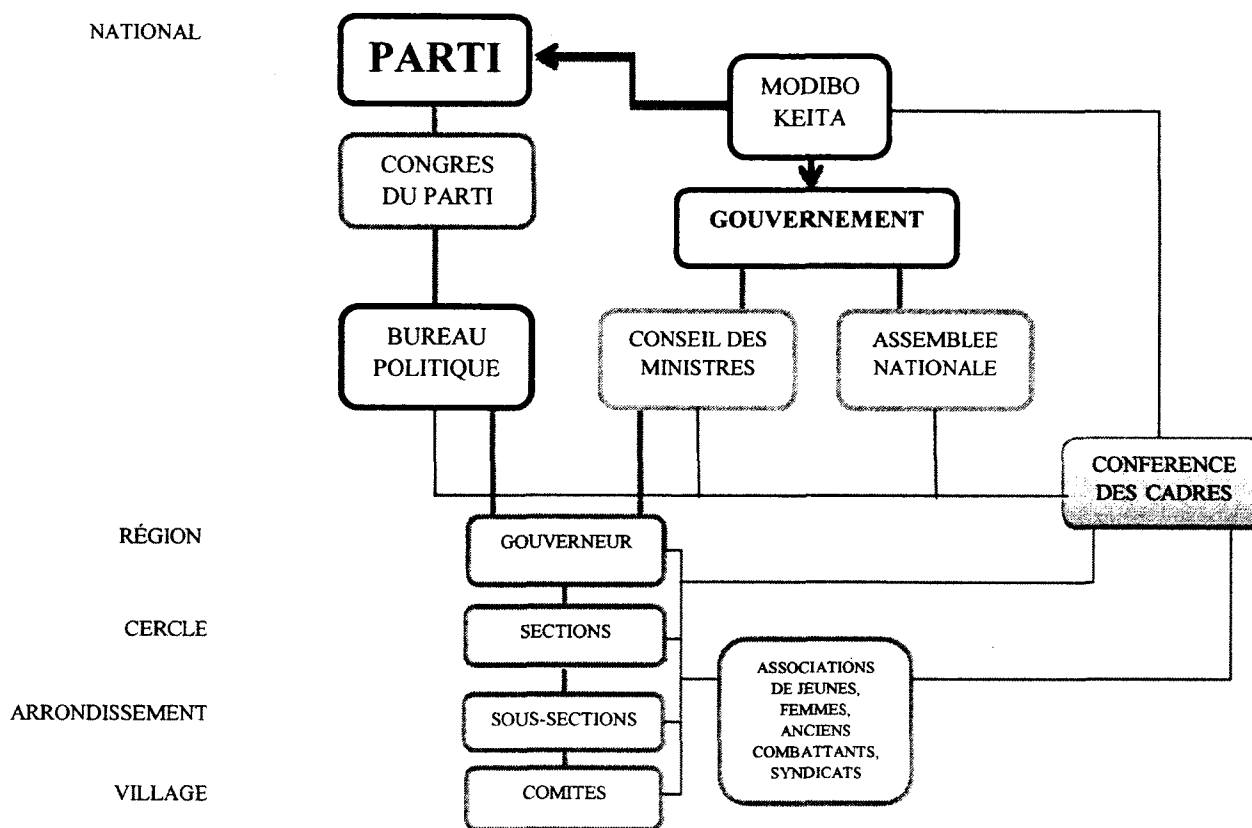 NATIONAL
PARTI
MODIBO
KEITA
CONGRES
DU PARTI
GOUVERNEMENT
BUREAU
POLITIQUE
CONSEIL DES
MINISTRES
ASSEMBLEE
NATIONALE
CONFERENCE
DES CADRES
RÉGION
GOUVERNEUR
CERCLE
SECTIONS
ASSOCIATIONS
DE JEUNES,
FEMMES,
ANCIENS
COMBATTANTS,
SYNDICATS
ARRONDISSEMENT
SOUS-SECTIONS
VILLAGE
COMITES